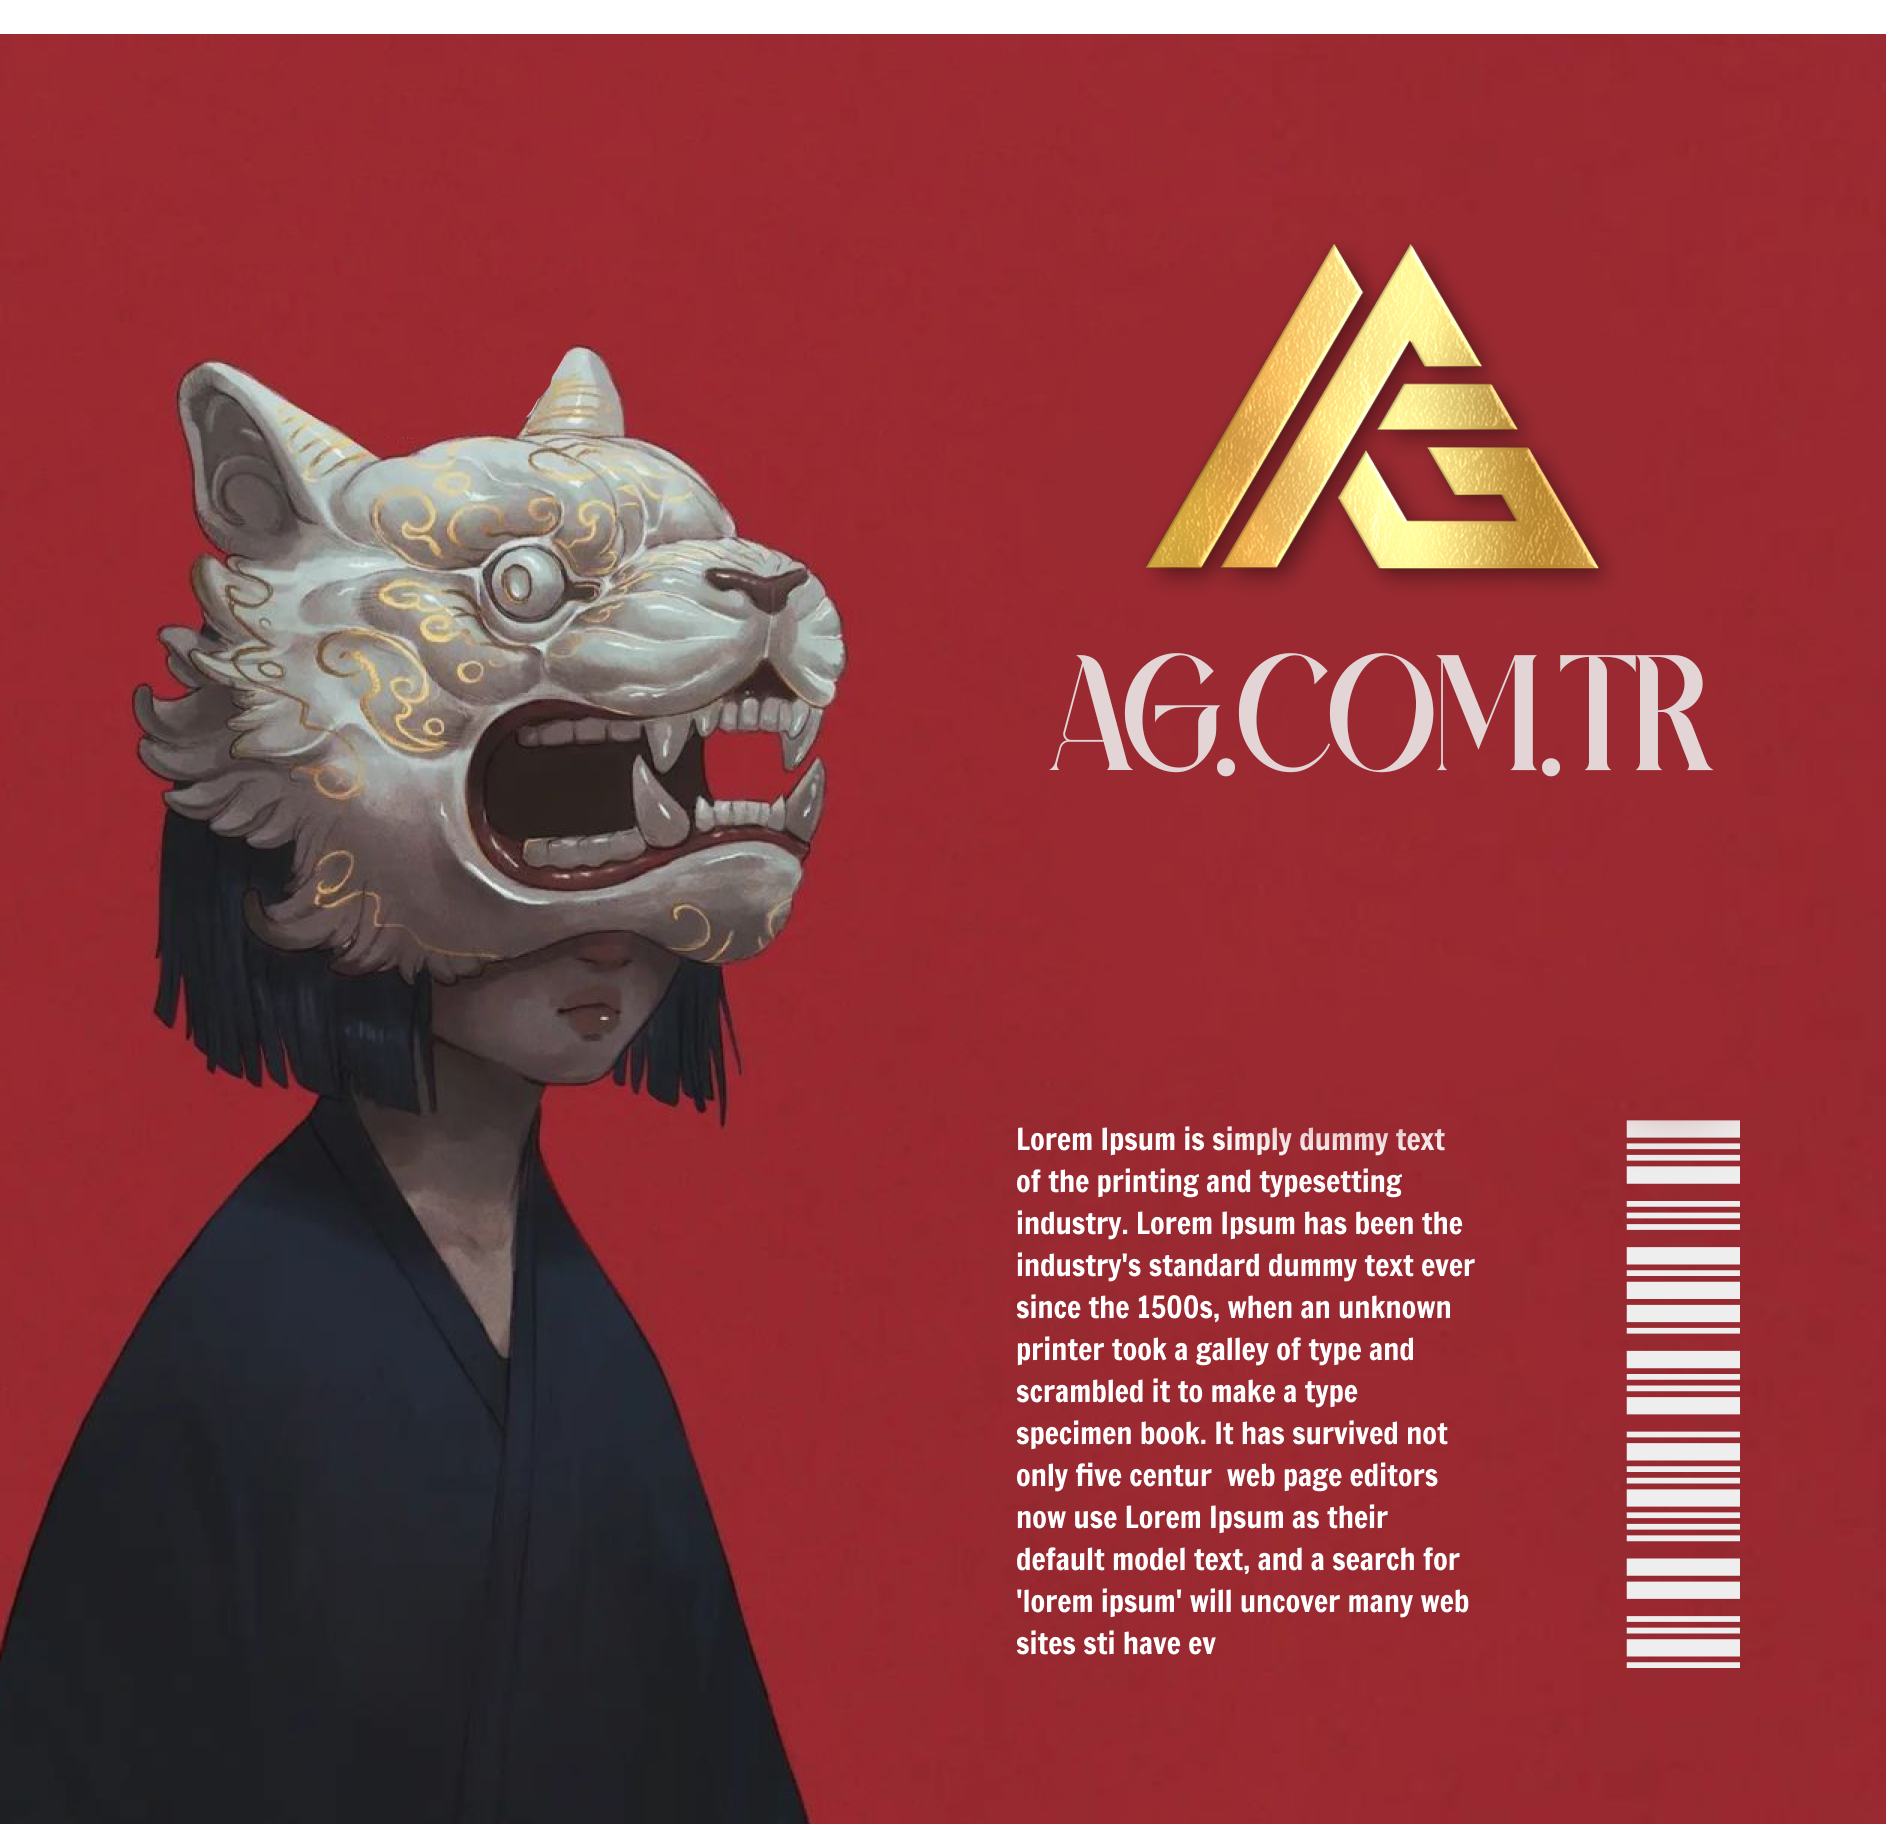 AG
AG.COM.TR
Lorem Ipsum is simply dummy text
of the printing and typesetting
industry. Lorem Ipsum has been the
industry's standard dummy text ever
since the 1500s, when an unknown
printer took a galley of type and
scrambled it to make a type
specimen book. It has survived not
only five centur  web page editors
now use Lorem Ipsum as their
default model text, and a search for
'lorem ipsum' will uncover many web
sites sti have ev